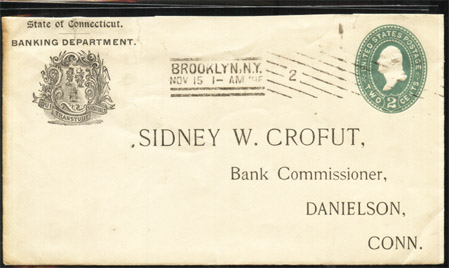 State of Connecticut.
BANKING DEPARTMENT.
BROOKLYN, N.Y.
NOV 15 1- AM
2
UNITED STATES POSTAGE
TWO 2 CENTS
SIDNEY W. CROFUT,
Bank Commissioner,
DANIELSON,
CONN.